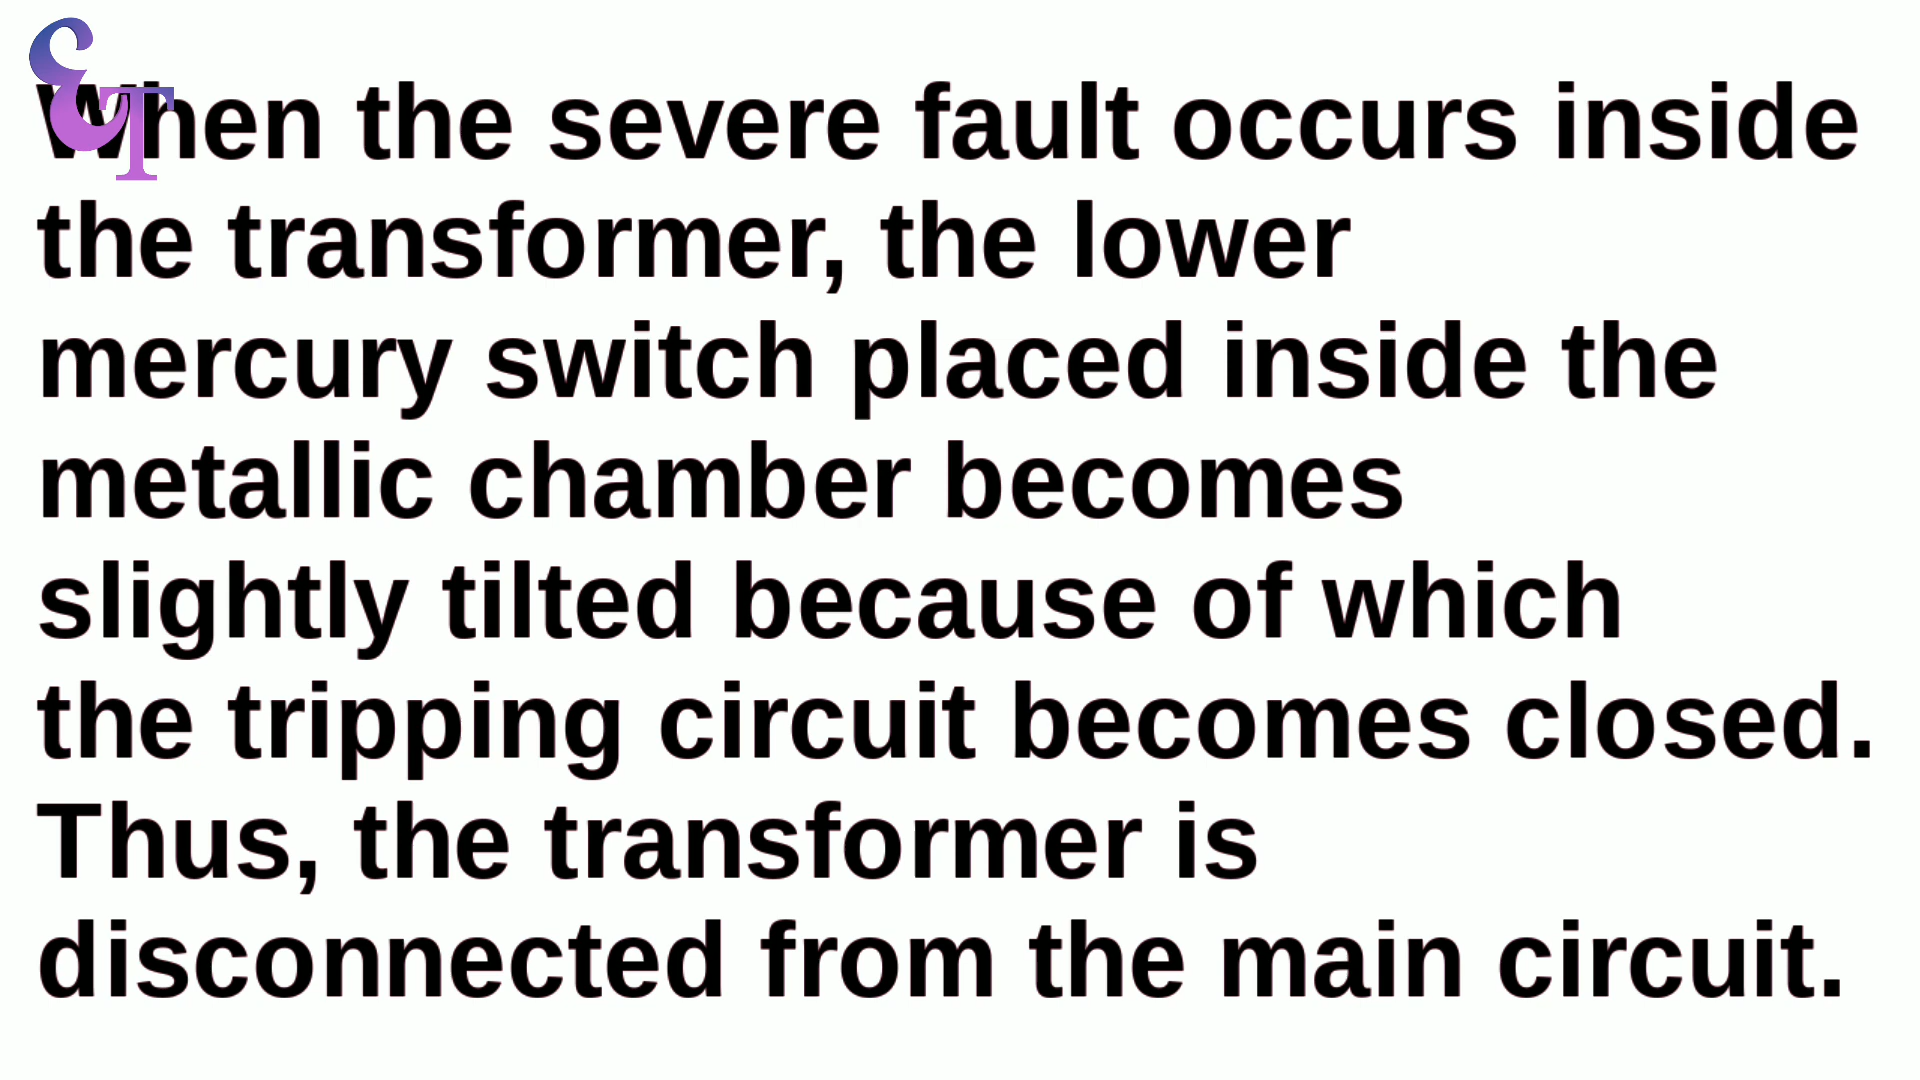 ET
When the severe fault occurs inside
the transformer, the lower
mercury switch placed inside the
metallic chamber becomes
slightly tilted because of which
the tripping circuit becomes closed.
Thus, the transformer is
disconnected from the main circuit.